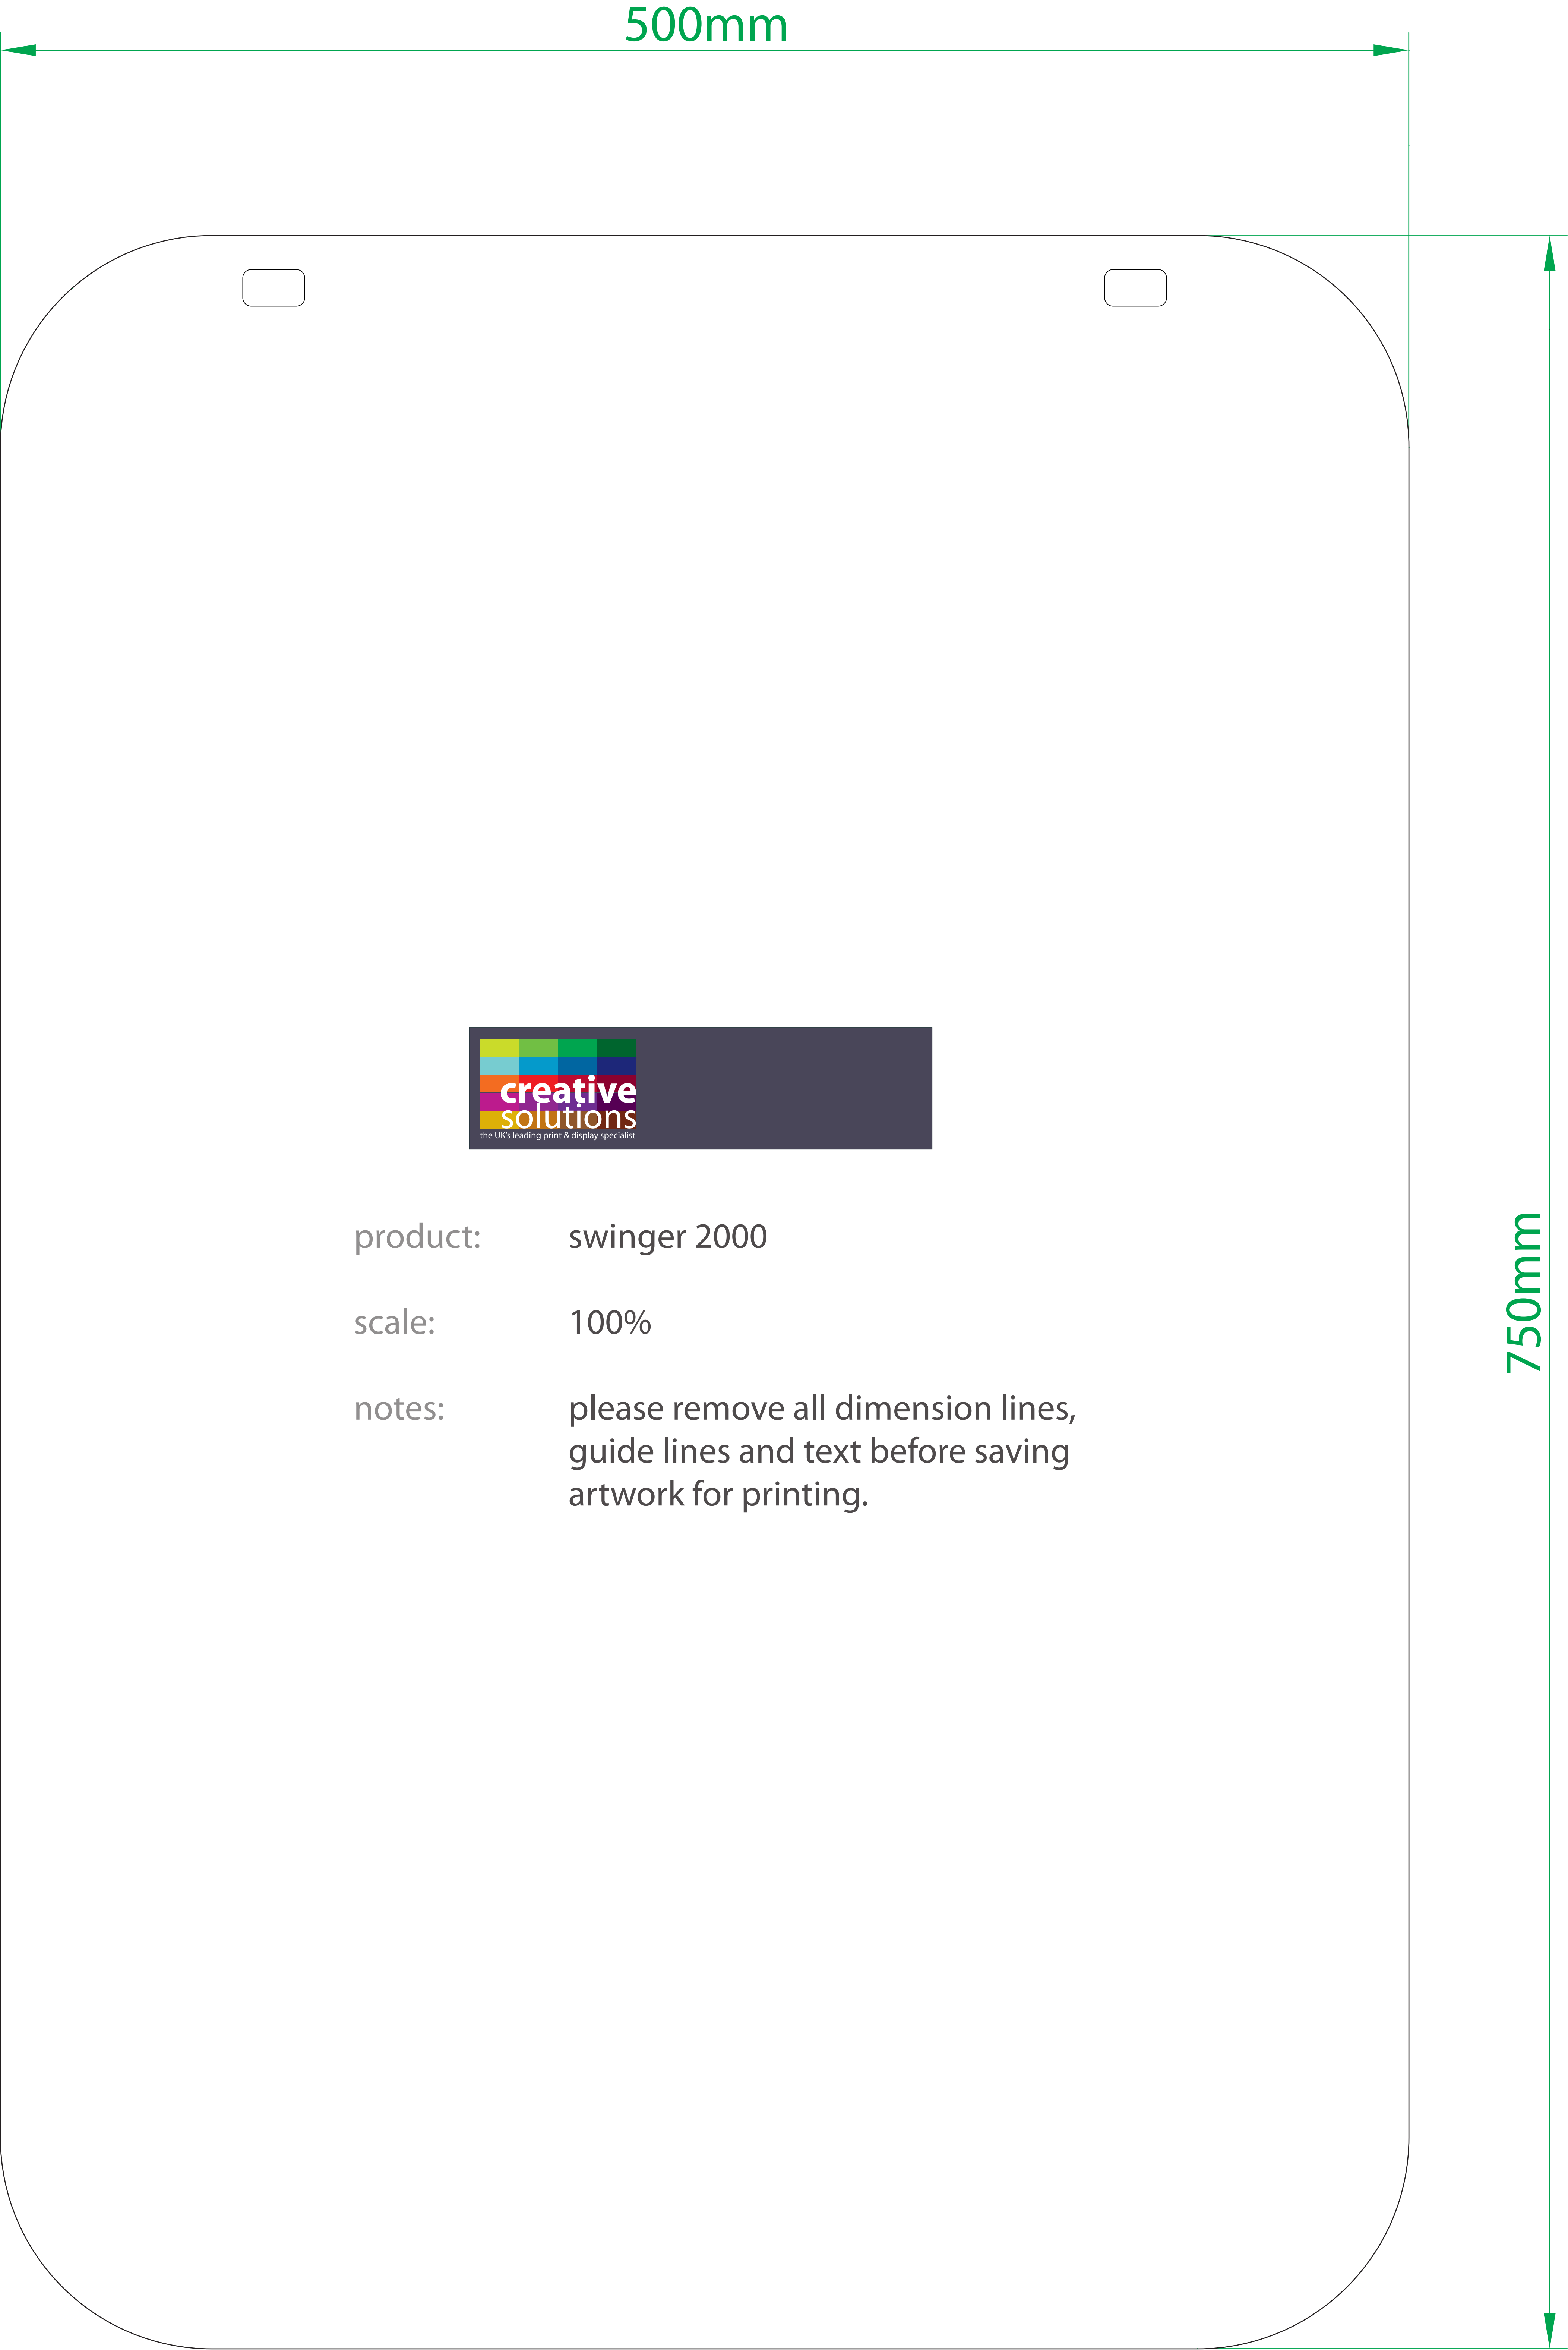 500mm
creative
solutions
the UK's leading print & display specialist
product: swinger 2000
scale: 100%
750mm
notes: please remove all dimension lines,
guide lines and text before saving
artwork for printing.